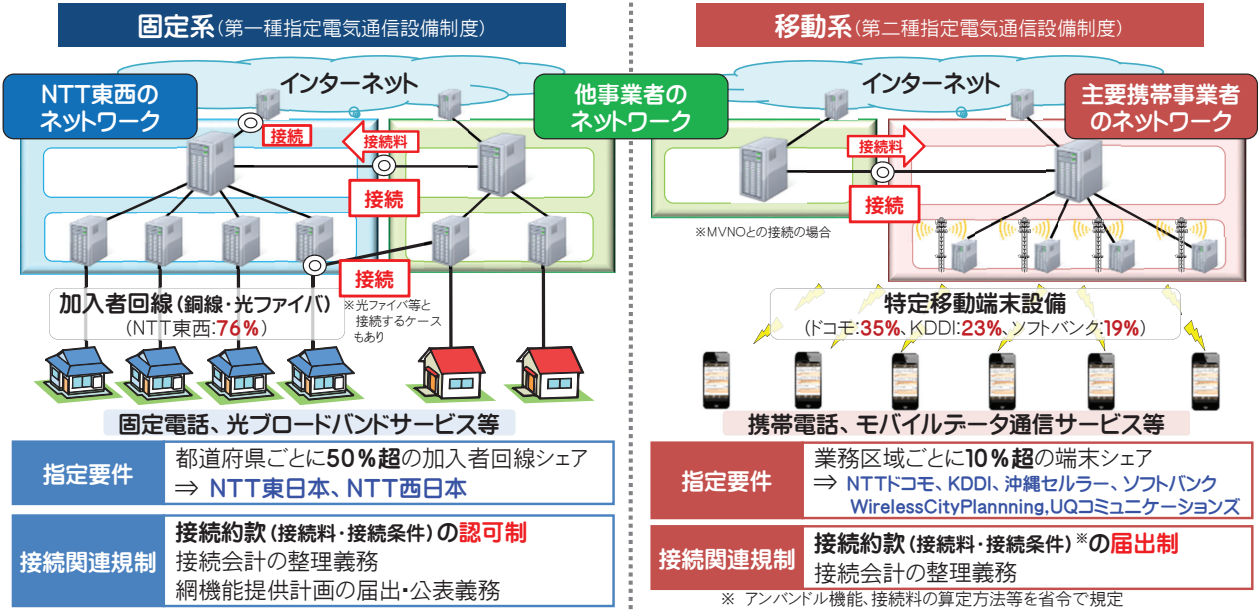 固定系(第一種指定電気通信設備制度)
インターネット
NTT東西の
ネットワーク
他事業者の
ネットワーク
接続
接続料
接続
接続
加入者回線(銅線・光ファイバ)
(NTT東西:76%)
※光ファイバ等と
接続するケース
もあり
固定電話、光ブロードバンドサービス等
指定要件
都道府県ごとに50%超の加入者回線シェア
⇒ NTT東日本、NTT西日本
接続関連規制
接続約款(接続料・接続条件)の認可制
接続会計の整理義務
網機能提供計画の届出・公表義務
移動系(第二種指定電気通信設備制度)
インターネット
主要携帯事業者
のネットワーク
接続料
接続
※MVNOとの接続の場合
特定移動端末設備
(ドコモ:35%、KDDI:23%、ソフトバンク:19%)
携帯電話、モバイルデータ通信サービス等
指定要件
業務区域ごとに10%超の端末シェア
⇒ NTTドコモ、KDDI、沖縄セルラー、ソフトバンク
WirelessCityPlannning,UQコミュニケーションズ
接続関連規制
接続約款(接続料・接続条件)※の届出制
接続会計の整理義務
※ アンバンドル機能、接続料の算定方法等を省令で規定